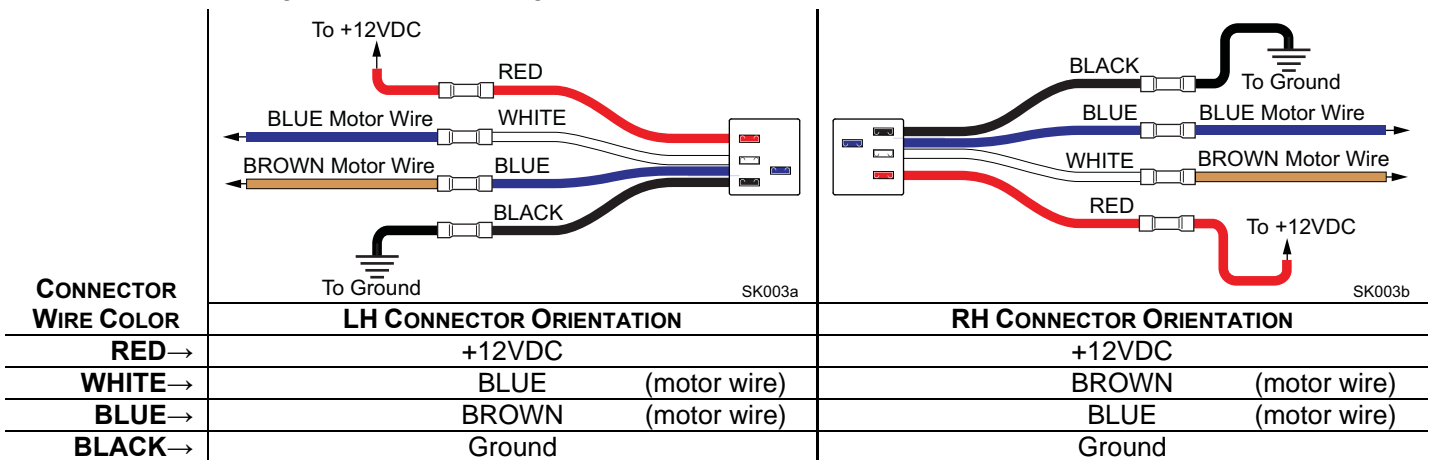 To +12VDC
RED
BLUE Motor Wire
WHITE
BROWN Motor Wire
BLUE
BLACK
To Ground
SK003a
BLACK
To Ground
BLUE
BLUE Motor Wire
WHITE
BROWN Motor Wire
RED
To +12VDC
SK003b
CONNECTOR
WIRE COLOR
LH CONNECTOR ORIENTATION
RH CONNECTOR ORIENTATION
RED→ +12VDC +12VDC
WHITE→ BLUE (motor wire) BROWN (motor wire)
BLUE→ BROWN (motor wire) BLUE (motor wire)
BLACK→ Ground Ground